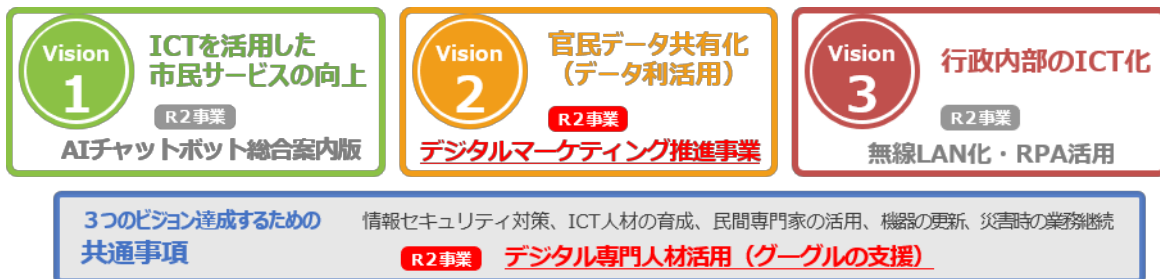 Vision
1
ICTを活用した
市民サービスの向上
R2事業
AIチャットボット総合案内版
Vision
2
官民データ共有化
（データ利活用）
R2事業
デジタルマーケティング推進事業
Vision
3
行政内部のICT化
R2事業
無線LAN化・RPA活用
３つのビジョン達成するための
共通事項
情報セキュリティ対策、ICT人材の育成、民間専門家の活用、機器の更新、災害時の業務継続
R2事業 デジタル専門人材活用（グーグルの支援）